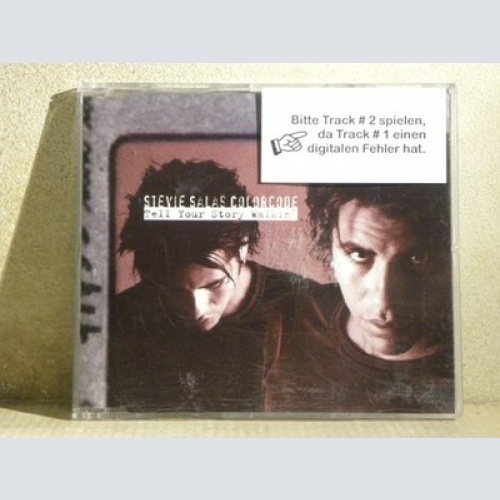 Bitte Track # 2 spielen,
da Track # 1 einen
digitalen Fehler hat.
STEVIE SALAS COLORCODE
Tell Your Story Walkin'